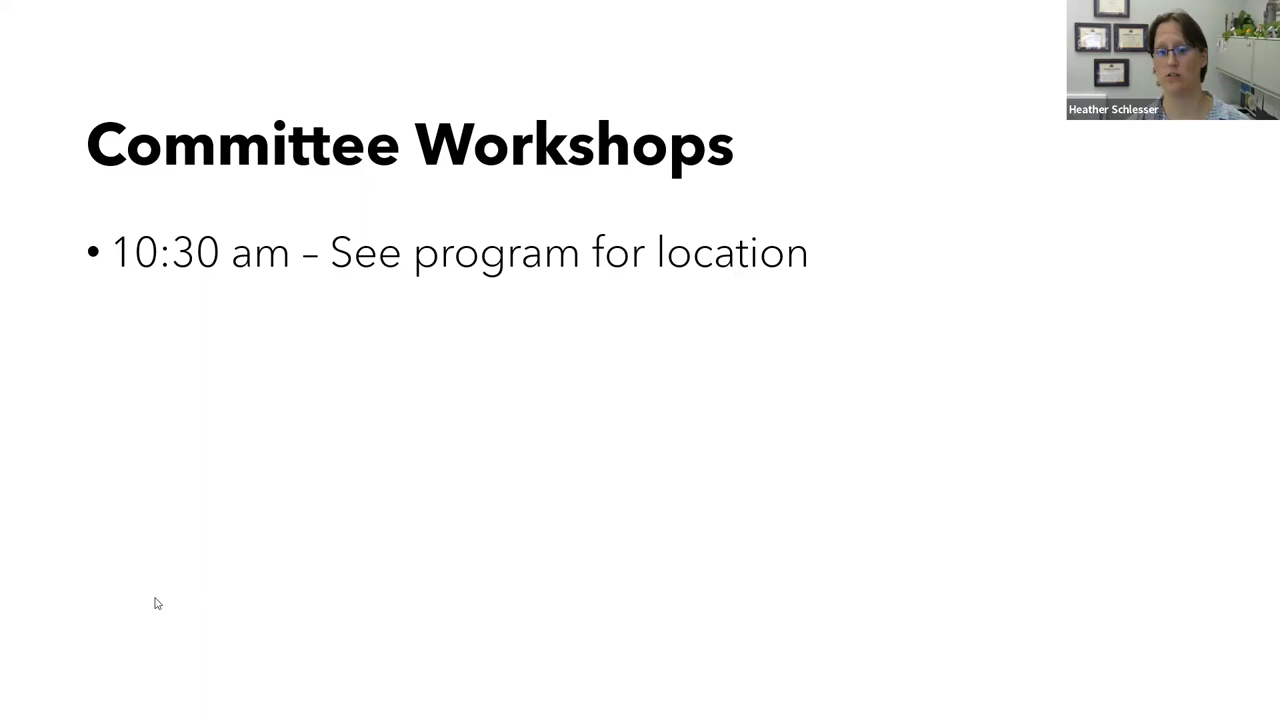 Heather Schlesser
Committee Workshops
• 10:30 am – See program for location